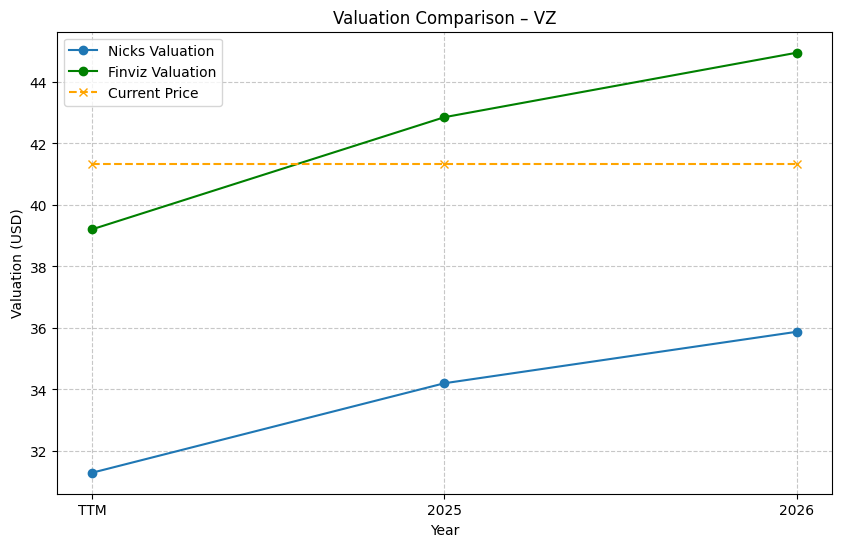 Valuation Comparison – VZ
Nicks Valuation
Finviz Valuation
Current Price
Valuation (USD)
44
42
40
38
36
34
32
TTM
2025
2026
Year